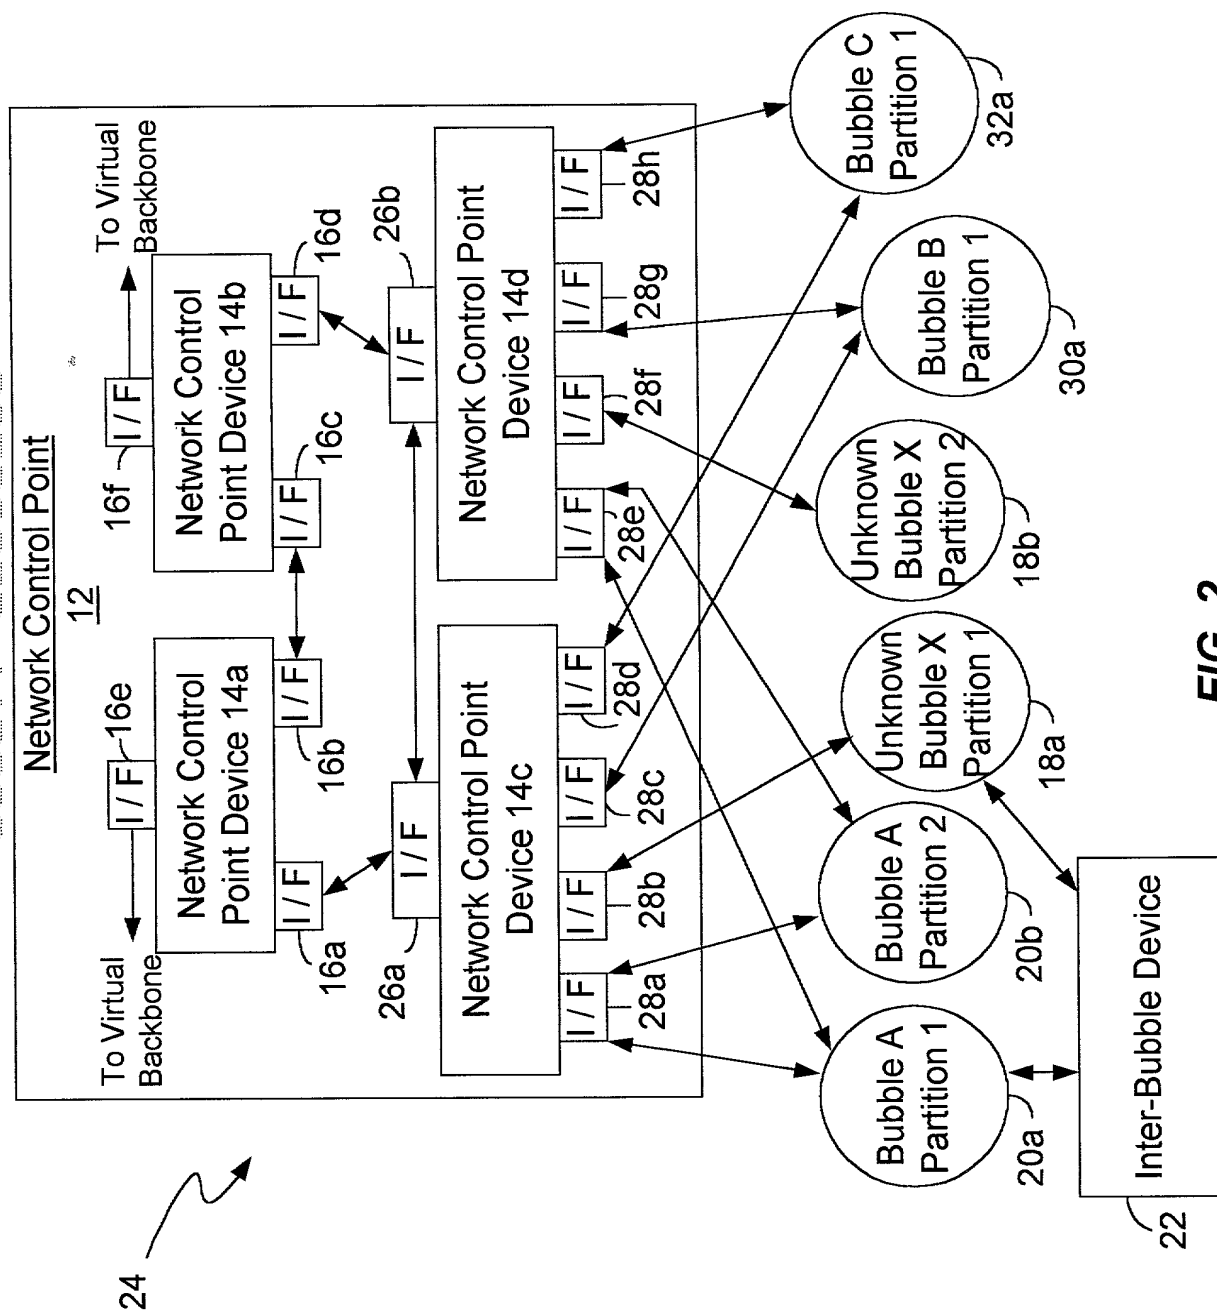 24
Network Control Point
12
To Virtual
Backbone
16e
I / F
16f
I / F
To Virtual
Backbone
Network Control
Point Device 14a
Network Control
Point Device 14b
I / F
16a
I / F
16b
I / F
16c
I / F
16d
26a
I / F
I / F
26b
Network Control Point
Device 14c
Network Control Point
Device 14d
I / F
28a
I / F
28b
I / F
28c
I / F
28d
I / F
28e
I / F
28f
I / F
28g
I / F
28h
Bubble A
Partition 1
20a
Bubble A
Partition 2
20b
Unknown
Bubble X
Partition 1
18a
Unknown
Bubble X
Partition 2
18b
Bubble B
Partition 1
30a
Bubble C
Partition 1
32a
Inter-Bubble Device
22
FIG. 2